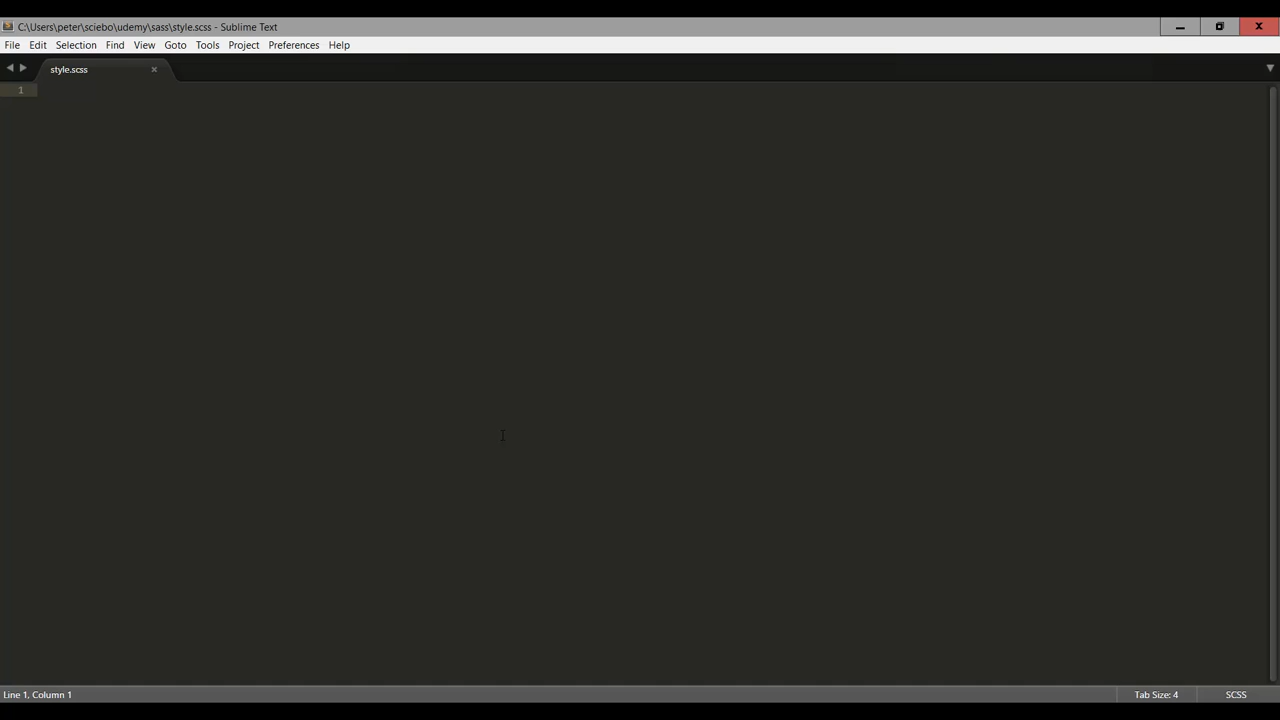 C:\Users\peter\sciebo\udemy\sass\style.scss - Sublime Text
File Edit Selection Find View Goto Tools Project Preferences Help
style.scss
1
Line 1, Column 1
Tab Size: 4
SCSS